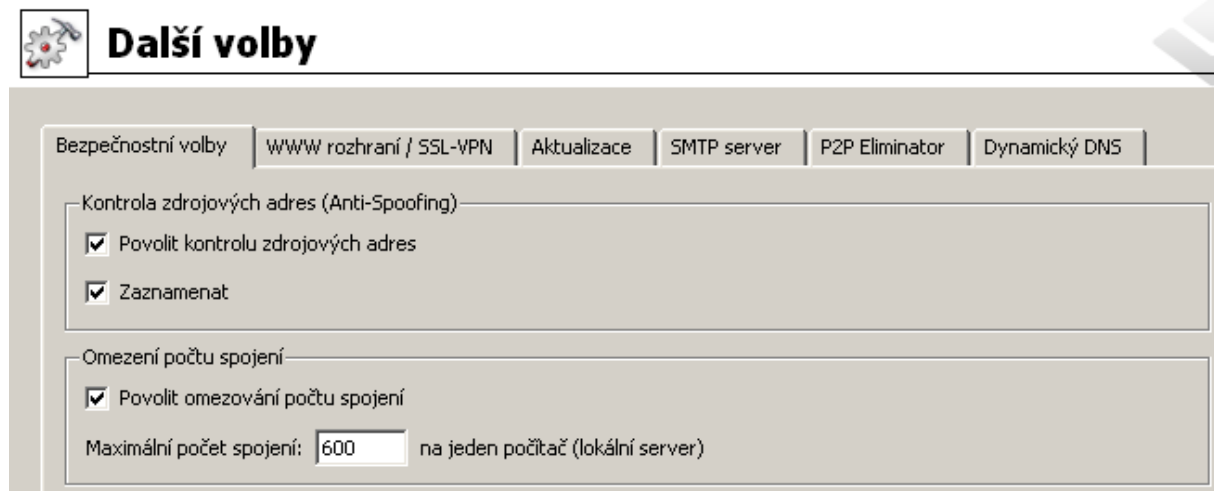 Další volby
Bezpečnostní volby WWW rozhraní / SSL-VPN Aktualizace SMTP server P2P Eliminator Dynamický DNS
Kontrola zdrojových adres (Anti-Spoofing)
Povolit kontrolu zdrojových adres
Zaznamenat
Omezení počtu spojení
Povolit omezování počtu spojení
Maximální počet spojení: 600 na jeden počítač (lokální server)